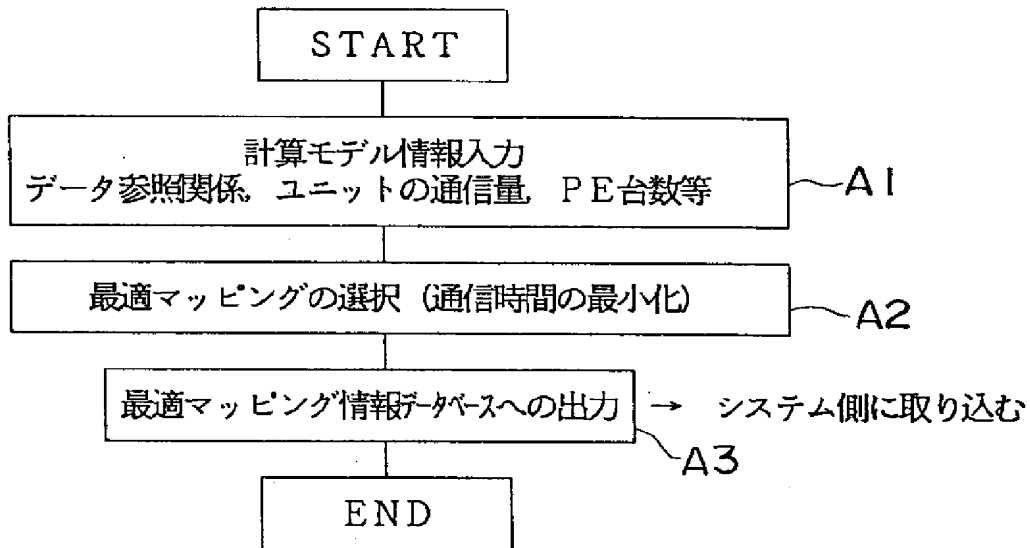 START
計算モデル情報入力
データ参照関係, ユニットの通信量, PE台数等
A1
最適マッピングの選択 (通信時間の最小化)
A2
最適マッピング情報データベースへの出力 → システム側に取り込む
A3
END